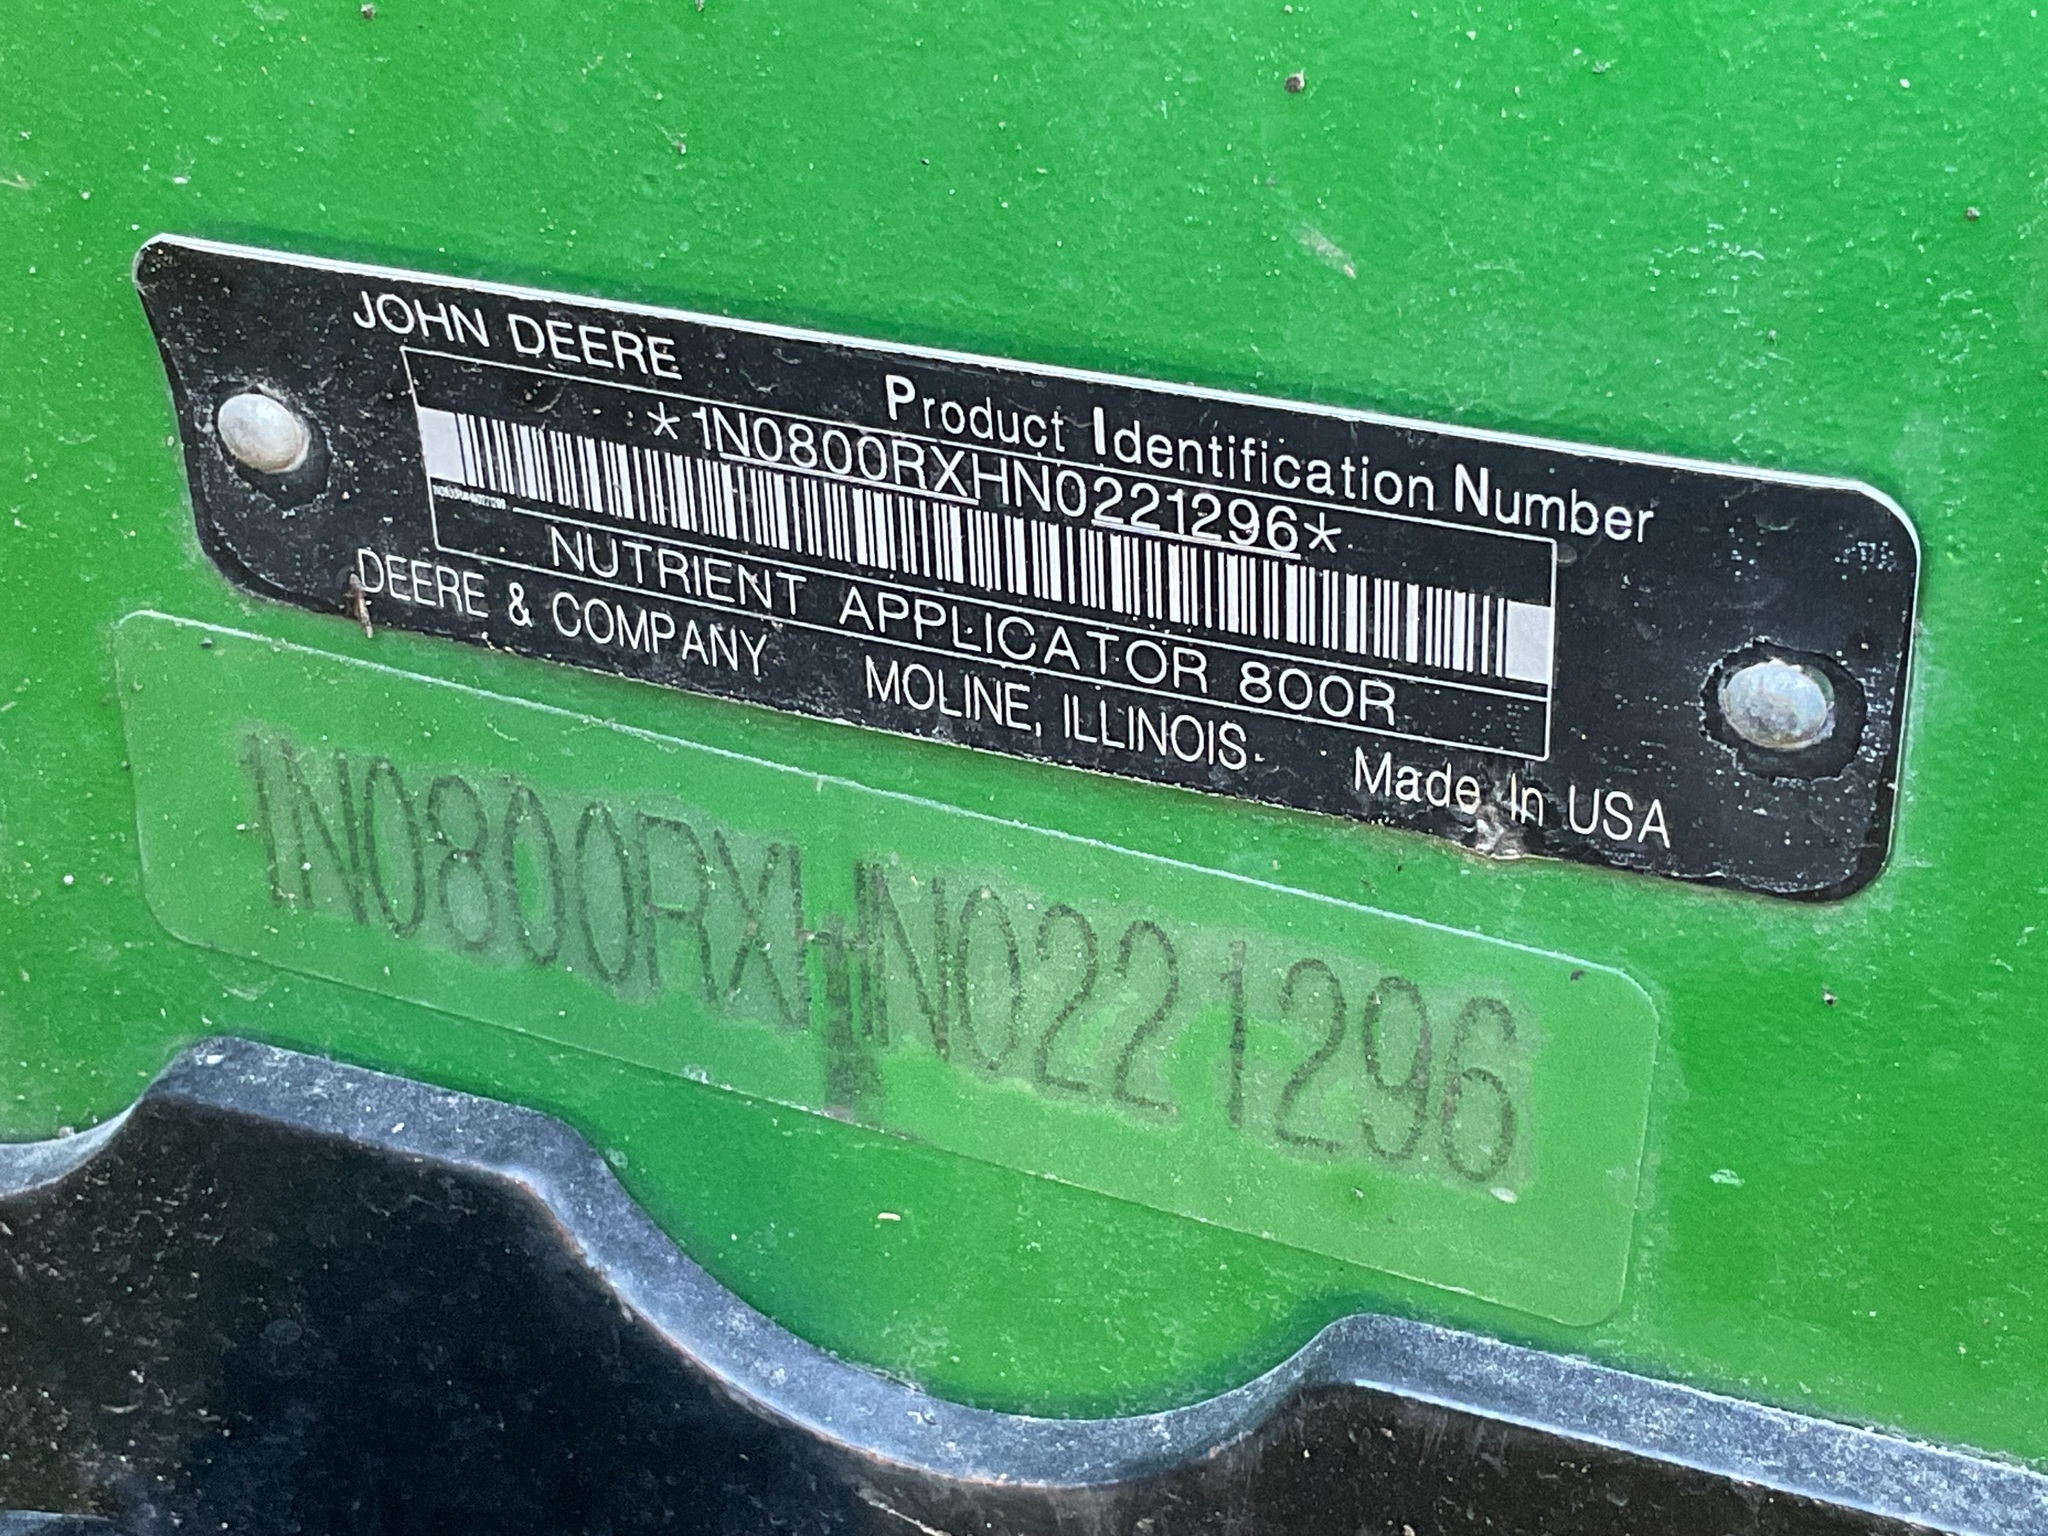 JOHN DEERE
Product Identification Number
*1N0800RXHN0221296*
NUTRIENT APPLICATOR 800R
DEERE & COMPANY MOLINE, ILLINOIS Made In USA
1N0800RXHN0221296